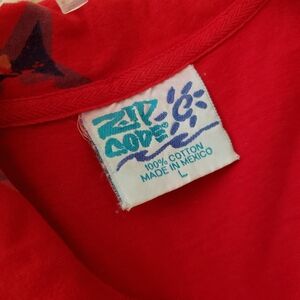 ZIP
CODE®
100% COTTON
MADE IN MEXICO
L